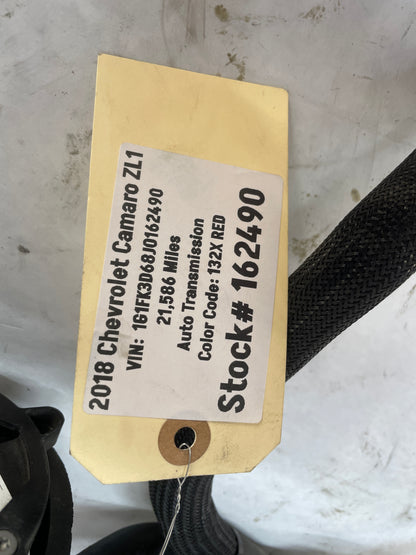 2018 Chevrolet Camaro ZL1
VIN: 1G1FK3D68J0162490
21,586 Miles
Auto Transmission
Color Code: 132X RED
Stock# 162490